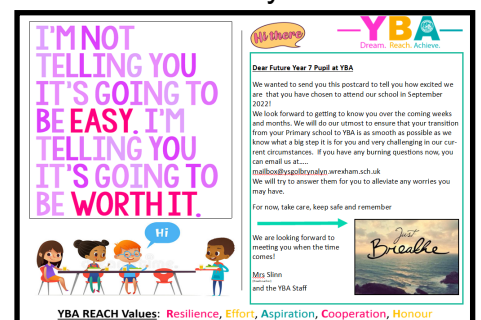 I'M NOT
TELLING YOU
IT'S GOING TO
BE EASY. I'M
TELLING YOU
IT'S GOING TO
BE WORTH IT.
Hi
Hi there
YBA
Dream. Reach. Achieve.
Dear Future Year 7 Pupil at YBA
We wanted to send you this postcard to tell you how excited we
are that you have chosen to attend our school in September
2022!
We look forward to getting to know you over the coming weeks
and months. We will do our utmost to ensure that your transition
from your Primary school to YBA is as smooth as possible as we
know what a big step it is for you and very challenging in our cur-
rent circumstances. If you have any burning questions now, you
can email us at.....
mailbox@ysgolbrynalyn.wrexham.sch.uk
We will try to answer them for you to alleviate any worries you
may have.
For now, take care, keep safe and remember
We are looking forward to
meeting you when the time
comes!
Mrs Slinn
and the YBA Staff
Just
Breathe
YBA REACH Values: Resilience, Effort, Aspiration, Cooperation, Honour